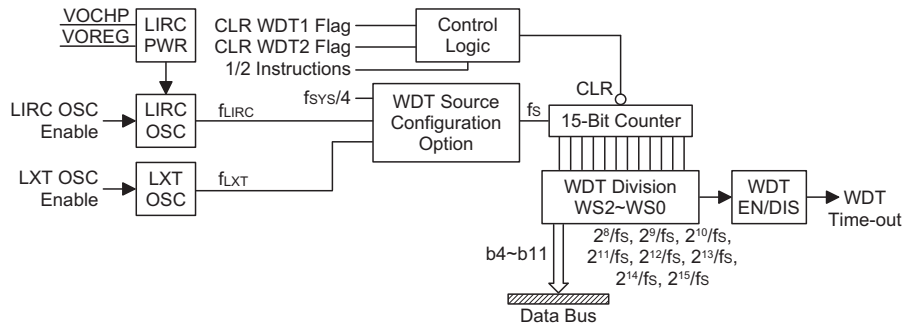 VOCHP
VOREG
LIRC
PWR
CLR WDT1 Flag
CLR WDT2 Flag
1/2 Instructions
Control
Logic
CLR
LIRC OSC
Enable
LIRC
OSC
fLIRC
fSYS/4
WDT Source
Configuration
Option
fS
15-Bit Counter
LXT OSC
Enable
LXT
OSC
fLXT
WDT Division
WS2~WS0
WDT
EN/DIS
WDT
Time-out
b4~b11
2⁸/fS, 2⁹/fS, 2¹⁰/fS,
2¹¹/fS, 2¹²/fS, 2¹³/fS,
2¹⁴/fS, 2¹⁵/fS
Data Bus